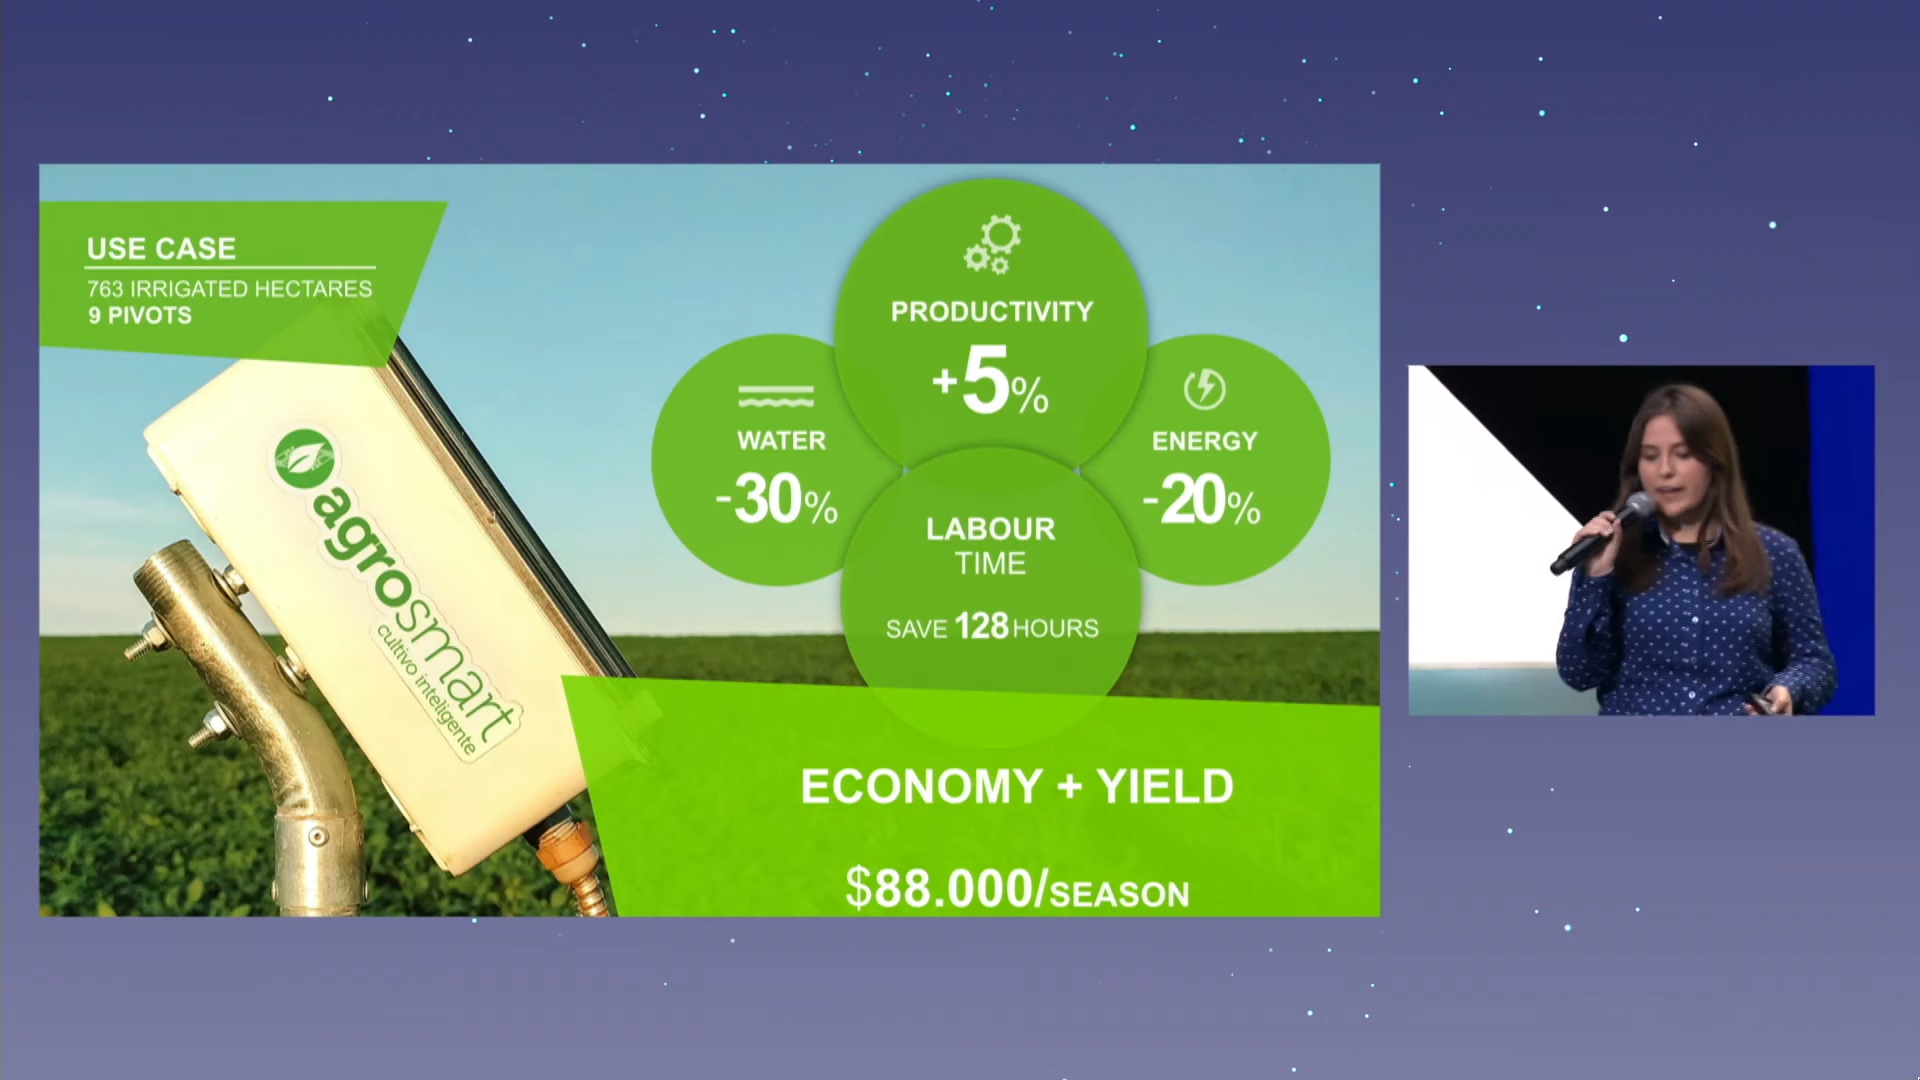 USE CASE
763 IRRIGATED HECTARES
9 PIVOTS
PRODUCTIVITY
+5%
WATER
-30%
ENERGY
-20%
LABOUR
TIME
SAVE 128 HOURS
agrosmart
cultivo inteligente
ECONOMY + YIELD
$88.000/SEASON